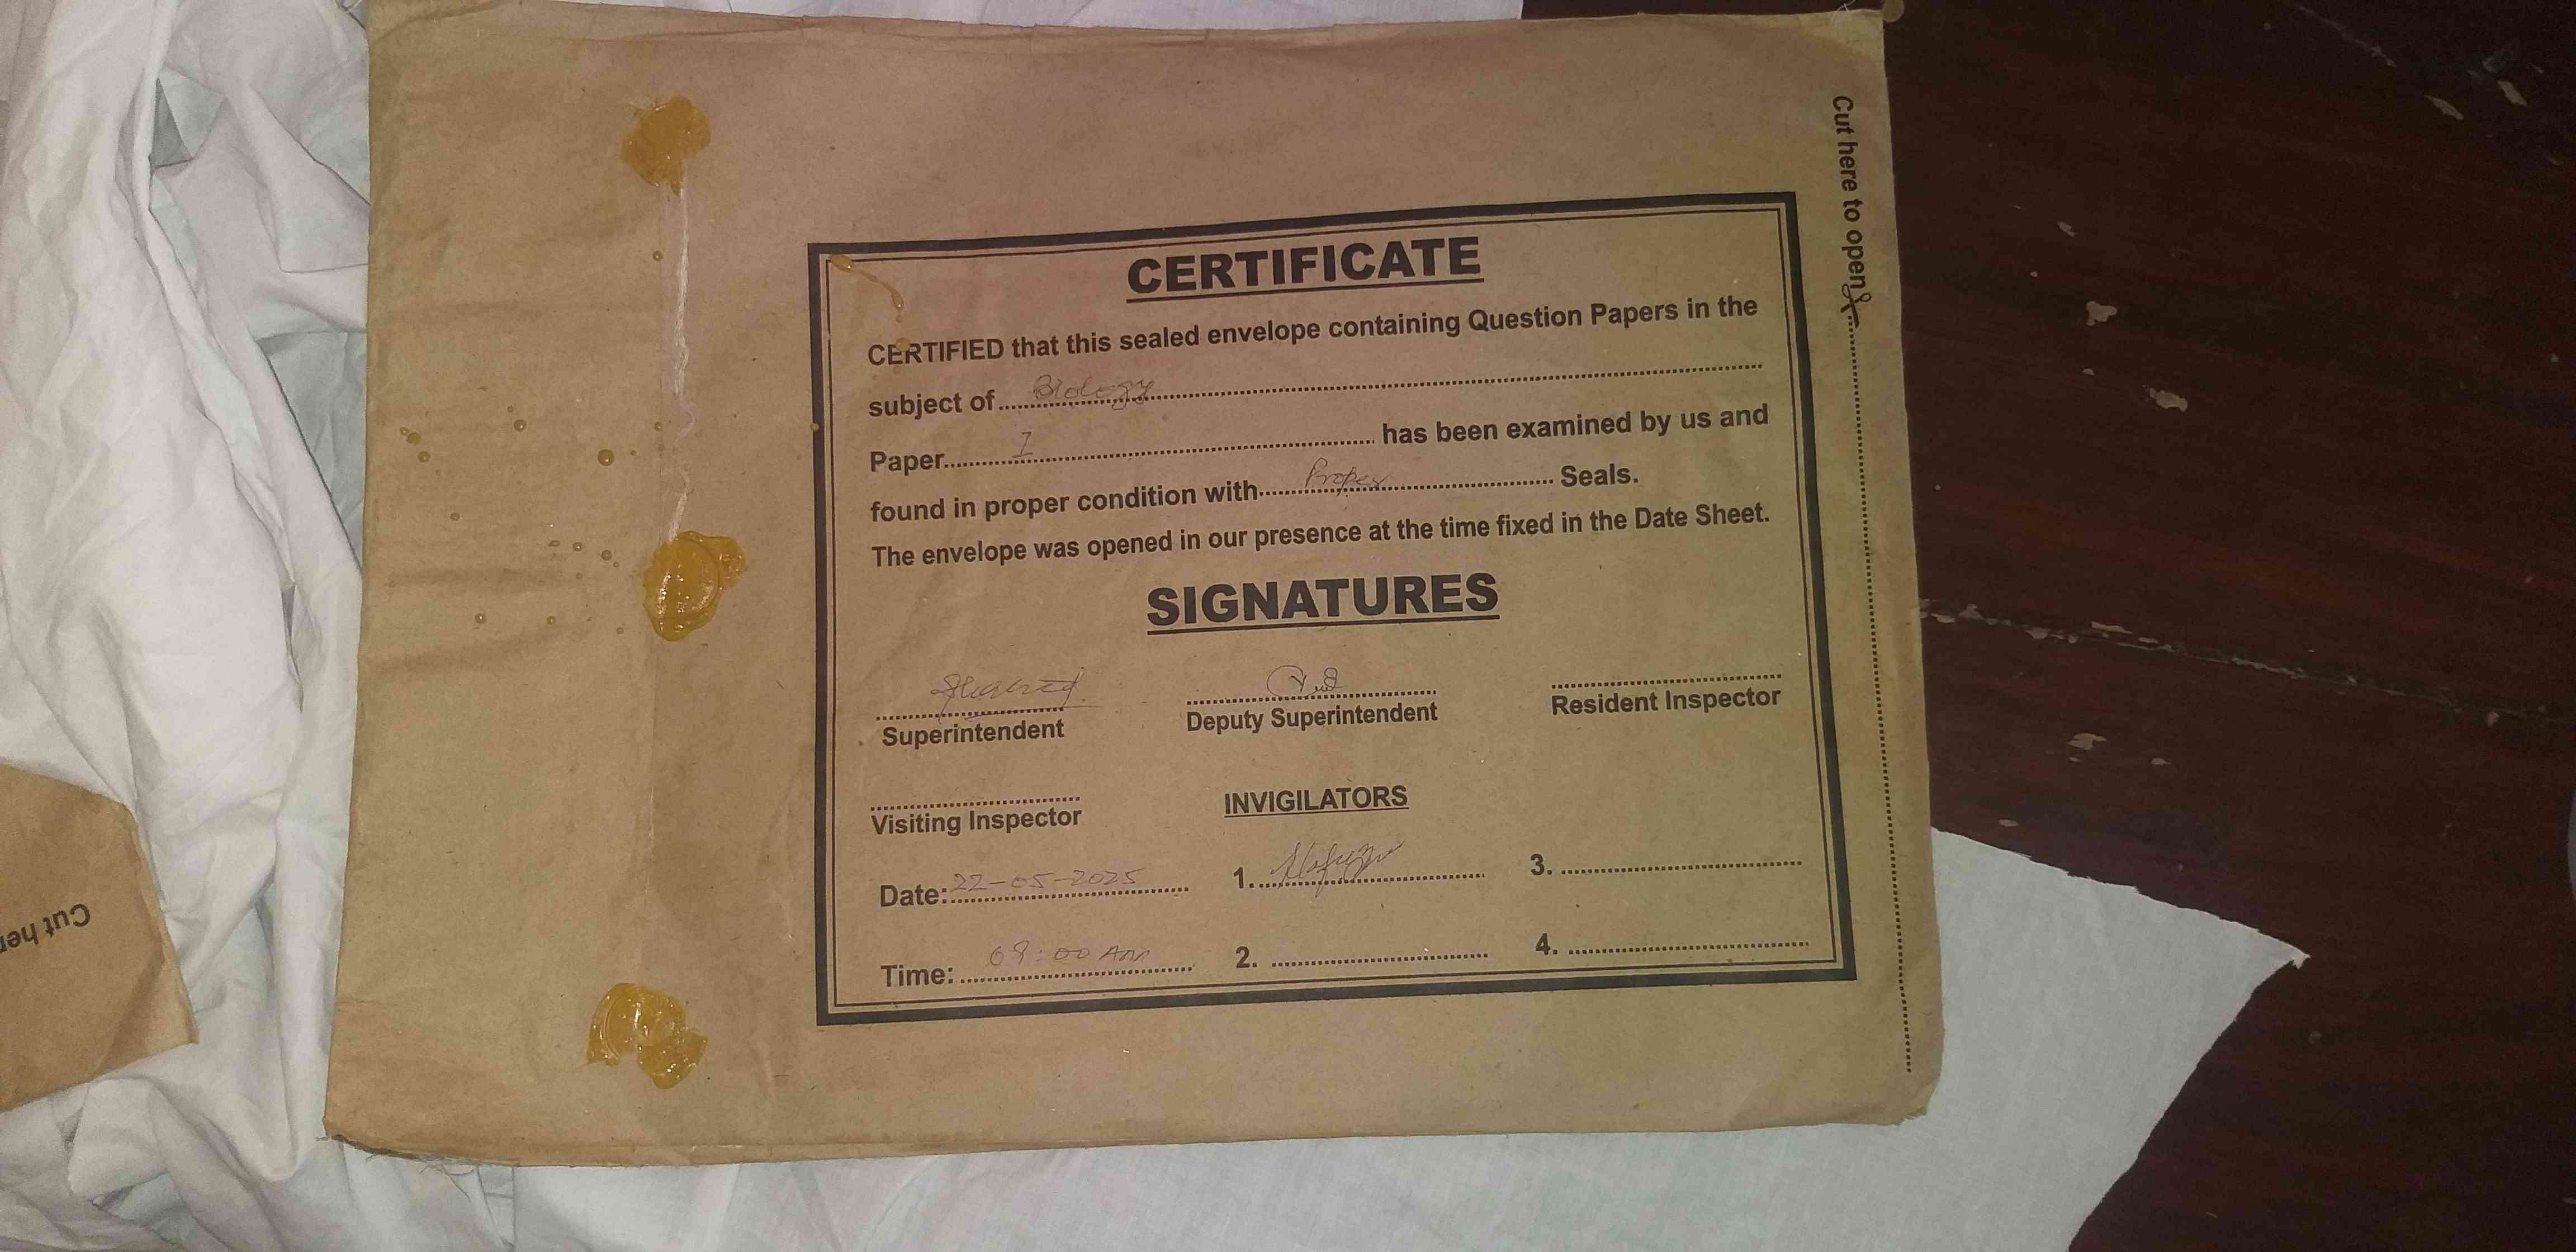 CERTIFICATE
CERTIFIED that this sealed envelope containing Question Papers in the
subject of Biology
Paper I has been examined by us and
found in proper condition with Proper Seals.
The envelope was opened in our presence at the time fixed in the Date Sheet.
SIGNATURES
Superintendent
Deputy Superintendent
Resident Inspector
Visiting Inspector
INVIGILATORS
Date: 22-05-2025
1.
3.
Time: 09:00 Am
2.
4.
Cut here to open
Cut her